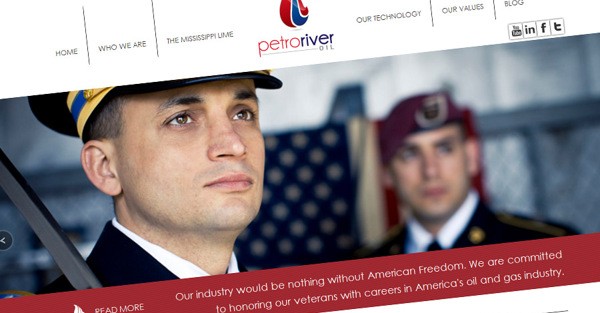 HOME
WHO WE ARE
THE MISSISSIPPI LIME
petroriver
OIL
OUR TECHNOLOGY
OUR VALUES
BLOG
You Tube in f t
<
Our industry would be nothing without American Freedom. We are committed
to honoring our veterans with careers in America's oil and gas industry.
READ MORE